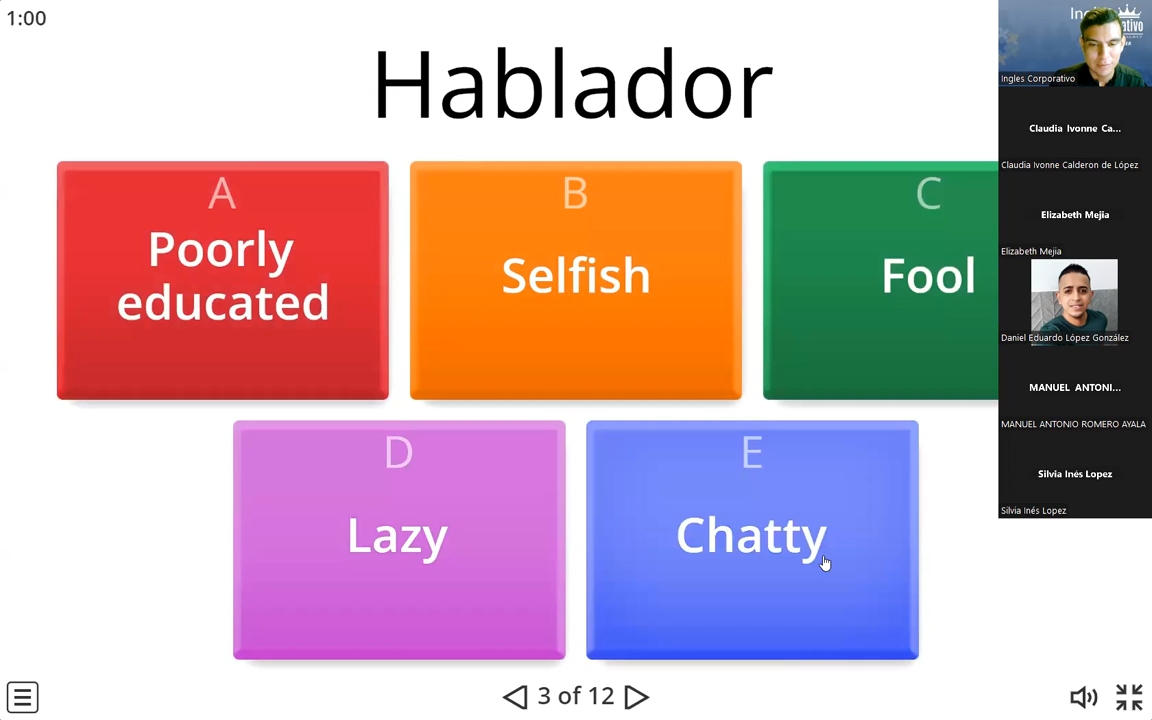 1:00
Hablador
A
Poorly
educated
B
Selfish
C
Fool
D
Lazy
E
Chatty
3 of 12
Ingles Corporativo
Claudia Ivonne Ca...
Claudia Ivonne Calderon de López
Elizabeth Mejia
Elizabeth Mejia
Daniel Eduardo López González
MANUEL ANTONI...
MANUEL ANTONIO ROMERO AYALA
Silvia Inés Lopez
Silvia Inés Lopez